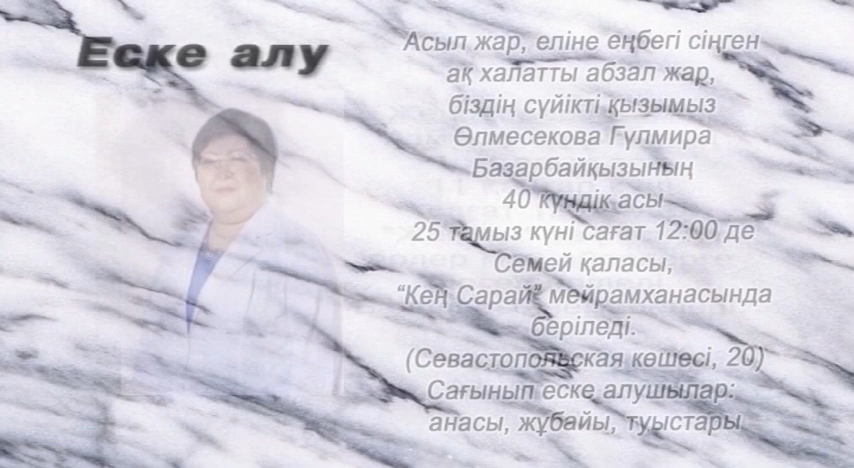 Еске алу
Асыл жар, еліне еңбегі сіңген
ақ халатты абзал жар,
біздің сүйікті қызымыз
Өлмесекова Гүлмира
Базарбайқызының
40 күндік асы
25 тамыз күні сағат 12:00 де
Семей қаласы,
“Кең Сарай” мейрамханасында
беріледі.
(Севастопольская көшесі, 20)
Сағынып еске алушылар:
анасы, жұбайы, туыстары